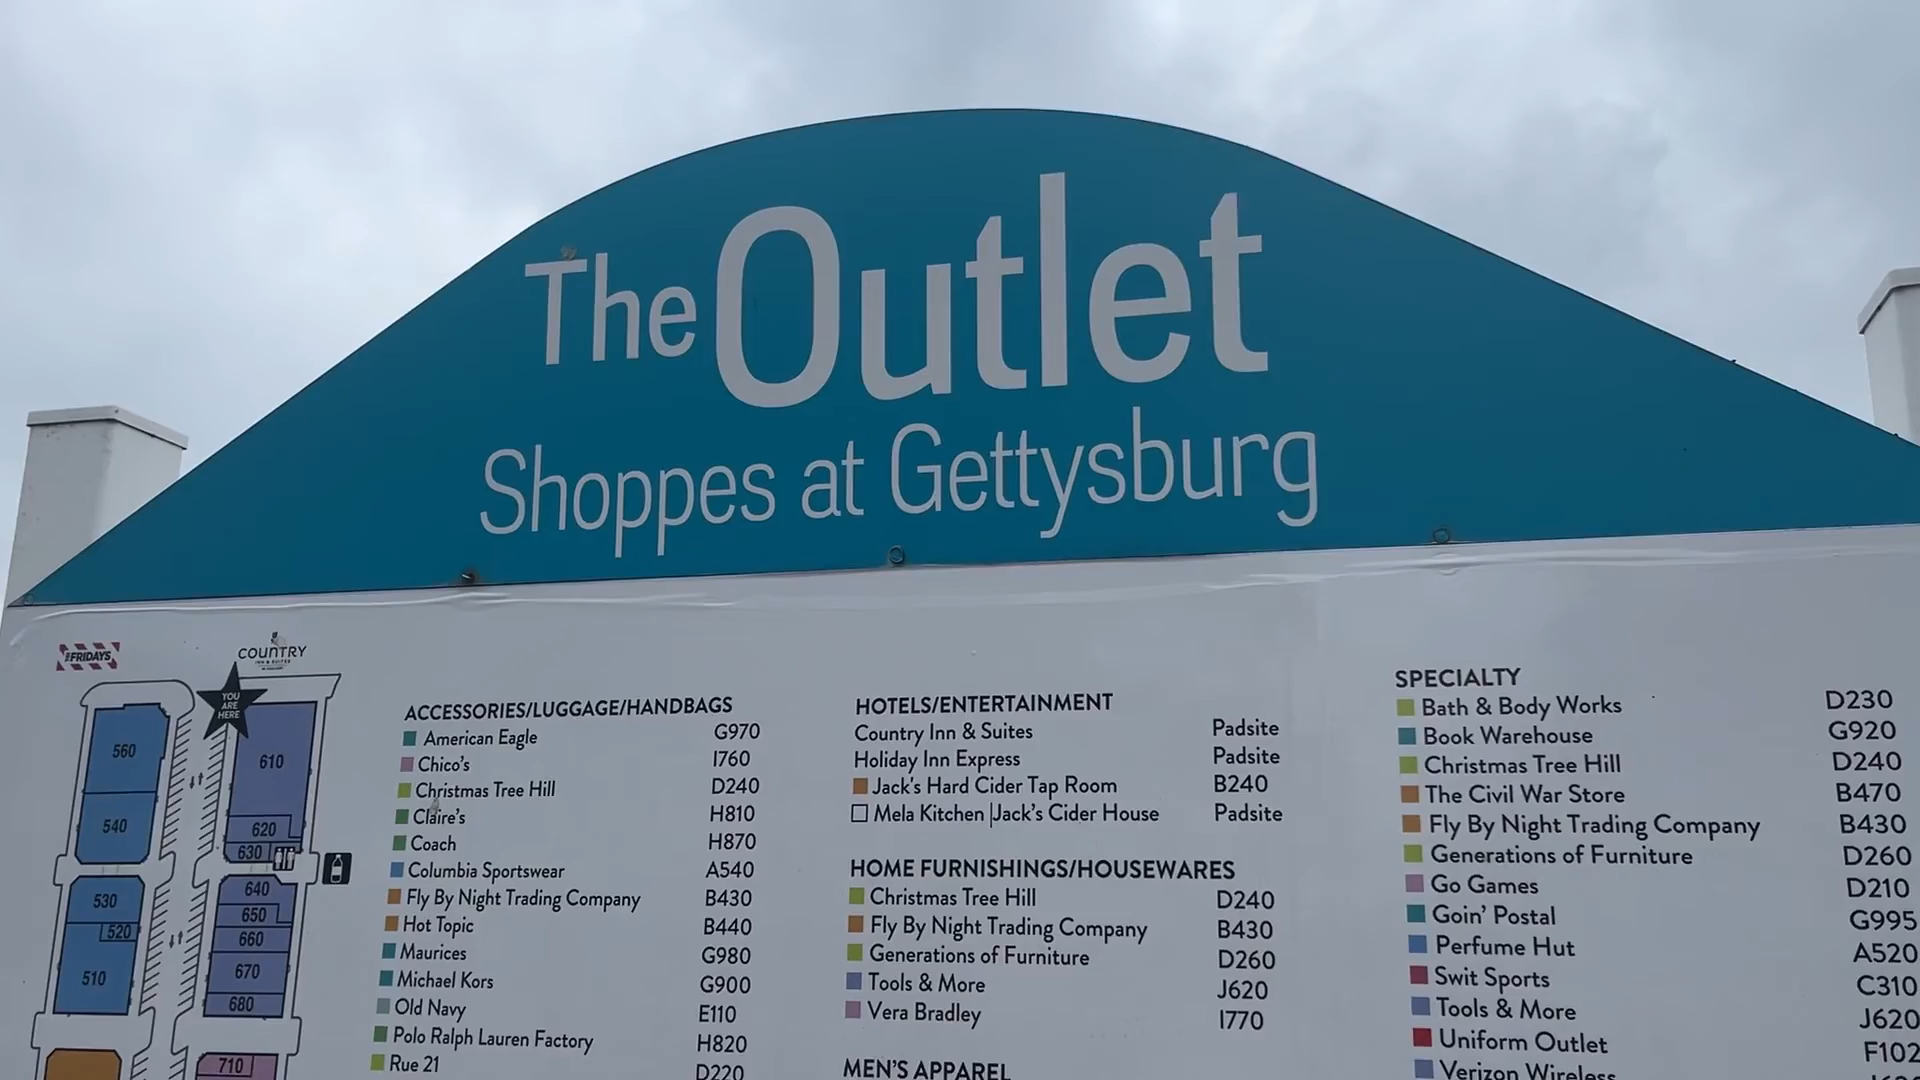 The Outlet
Shoppes at Gettysburg
FRIDAYS
COUNTRY
INN & SUITES
YOU
ARE
HERE
560
540
530
520
510
610
620
630
640
650
660
670
680
710
ACCESSORIES/LUGGAGE/HANDBAGS
American Eagle G970
Chico's I760
Christmas Tree Hill D240
Claire's H810
Coach H870
Columbia Sportswear A540
Fly By Night Trading Company B430
Hot Topic B440
Maurices G980
Michael Kors G900
Old Navy E110
Polo Ralph Lauren Factory H820
Rue 21 D220
HOTELS/ENTERTAINMENT
Country Inn & Suites Padsite
Holiday Inn Express Padsite
Jack's Hard Cider Tap Room B240
Mela Kitchen |Jack's Cider House Padsite
HOME FURNISHINGS/HOUSEWARES
Christmas Tree Hill D240
Fly By Night Trading Company B430
Generations of Furniture D260
Tools & More J620
Vera Bradley I770
MEN'S APPAREL
SPECIALTY
Bath & Body Works D230
Book Warehouse G920
Christmas Tree Hill D240
The Civil War Store B470
Fly By Night Trading Company B430
Generations of Furniture D260
Go Games D210
Goin' Postal G995
Perfume Hut A520
Swit Sports C310
Tools & More J620
Uniform Outlet F102
Verizon Wireless